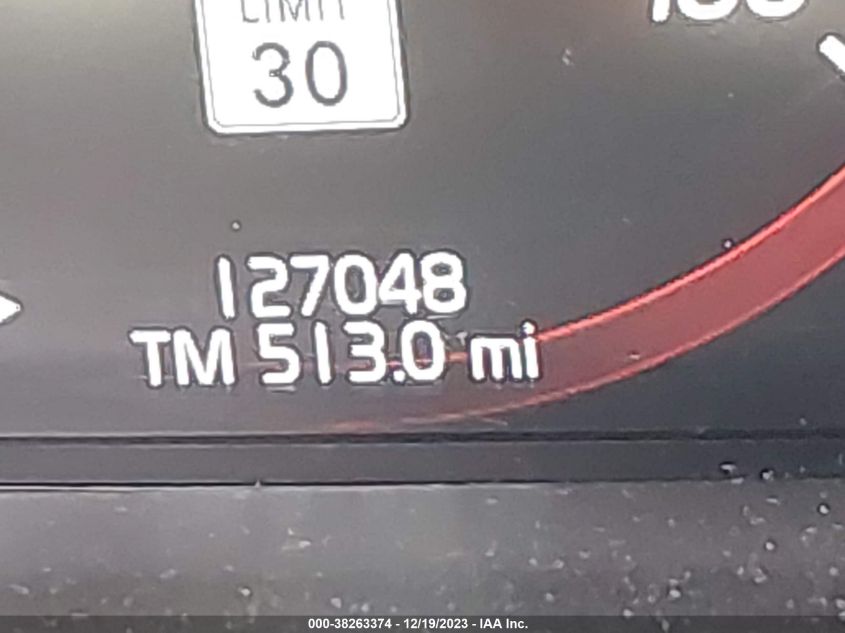 LIMIT
30
127048
TM 513.0 mi
000-38263374 - 12/19/2023 - IAA Inc.